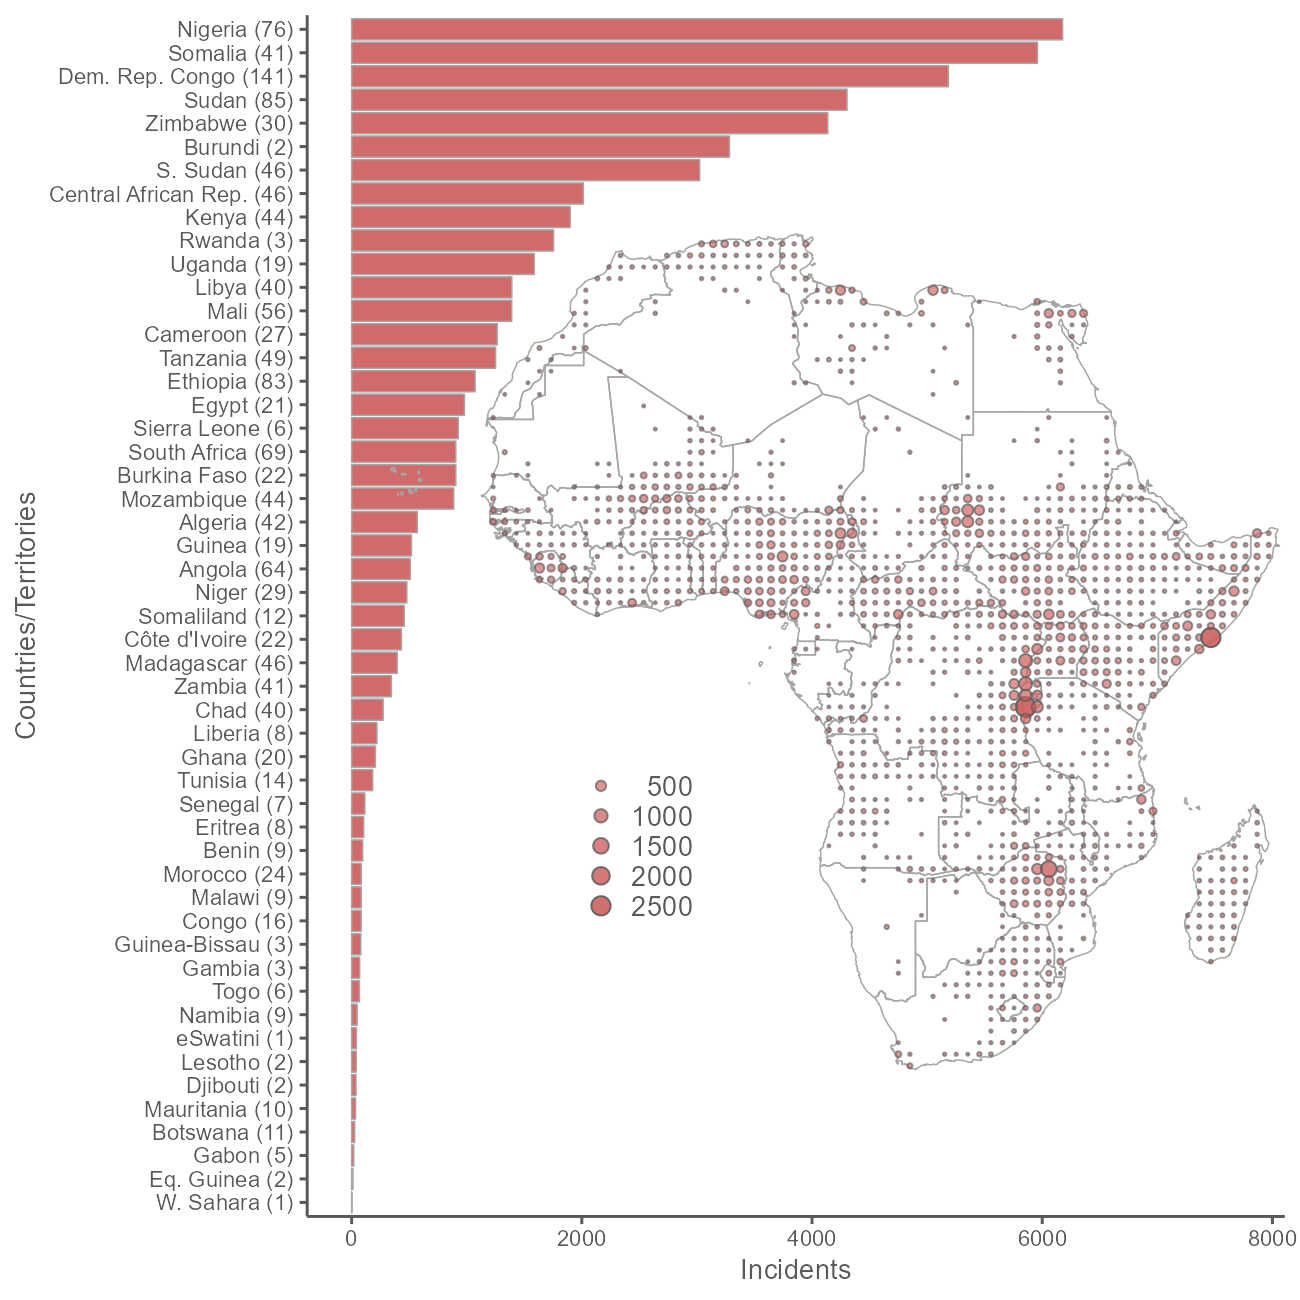 Nigeria (76)
Somalia (41)
Dem. Rep. Congo (141)
Sudan (85)
Zimbabwe (30)
Burundi (2)
S. Sudan (46)
Central African Rep. (46)
Kenya (44)
Rwanda (3)
Uganda (19)
Libya (40)
Mali (56)
Cameroon (27)
Tanzania (49)
Ethiopia (83)
Egypt (21)
Sierra Leone (6)
South Africa (69)
Burkina Faso (22)
Mozambique (44)
Algeria (42)
Guinea (19)
Angola (64)
Niger (29)
Somaliland (12)
Côte d'Ivoire (22)
Madagascar (46)
Zambia (41)
Chad (40)
Liberia (8)
Ghana (20)
Tunisia (14)
Senegal (7)
Eritrea (8)
Benin (9)
Morocco (24)
Malawi (9)
Congo (16)
Guinea-Bissau (3)
Gambia (3)
Togo (6)
Namibia (9)
eSwatini (1)
Lesotho (2)
Djibouti (2)
Mauritania (10)
Botswana (11)
Gabon (5)
Eq. Guinea (2)
W. Sahara (1)
Countries/Territories
500
1000
1500
2000
2500
0 2000 4000 6000 8000
Incidents